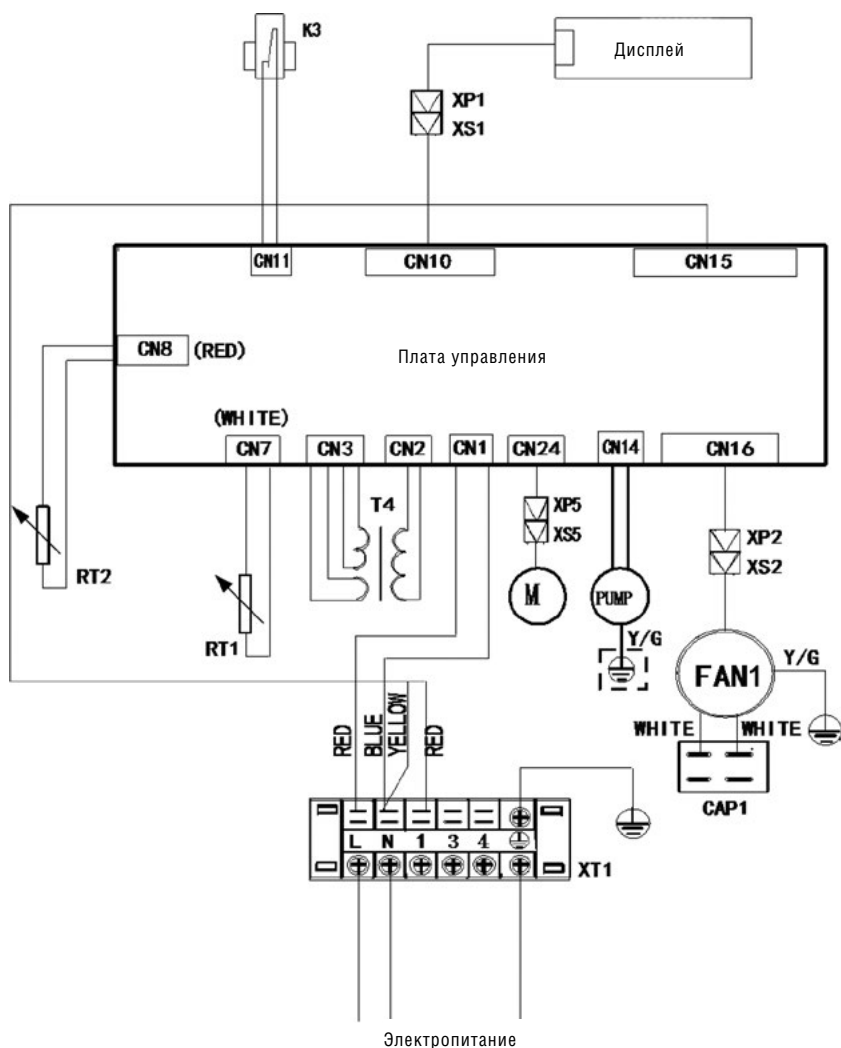 K3
Дисплей
XP1
XS1
CN11
CN10
CN15
CN8
(RED)
Плата управления
(WHITE)
CN7
CN3
CN2
CN1
CN24
CN14
CN16
T4
XP5
XS5
XP2
XS2
RT2
RT1
M
PUMP
Y/G
FAN1
Y/G
RED
BLUE
YELLOW
RED
WHITE
WHITE
CAP1
L N 1 3 4
XT1
Электропитание